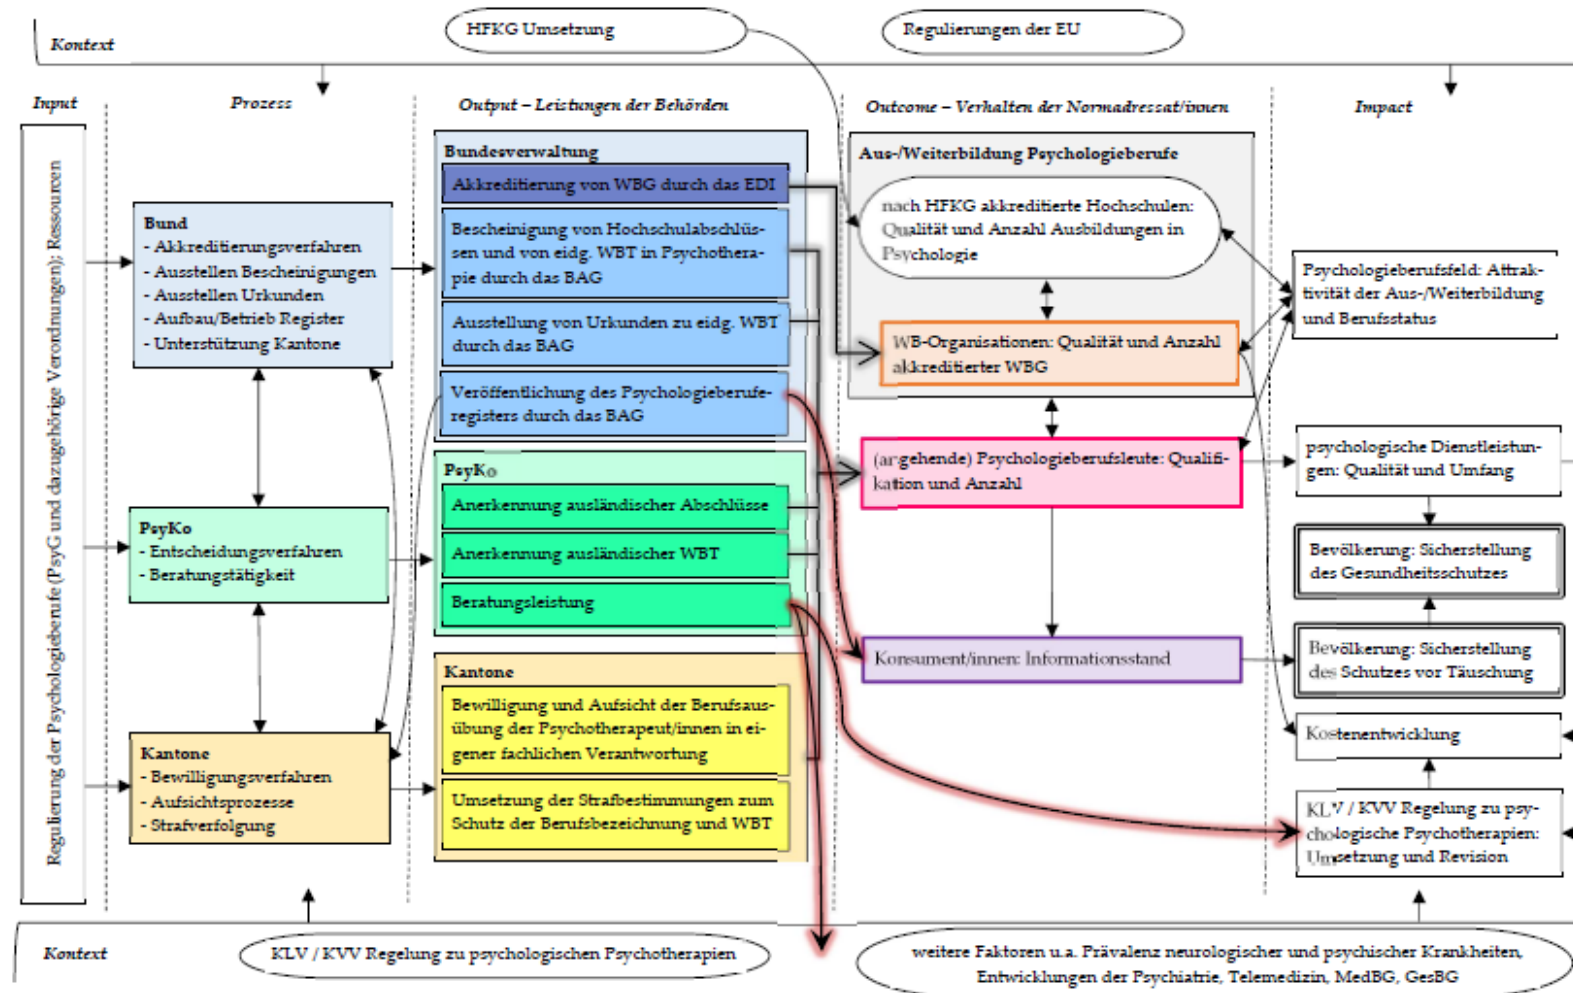 HFKG Umsetzung
Regulierungen der EU
Kontext
Input
Prozess
Output – Leistungen der Behörden
Outcome – Verhalten der Normadressat/innen
Impact
Regulierung der Psychologieberufe (PsyG und dazugehörige Verordnungen); Ressourcen
Bund
- Akkreditierungsverfahren
- Ausstellen Bescheinigungen
- Ausstellen Urkunden
- Aufbau/Betrieb Register
- Unterstützung Kantone
PsyKo
- Entscheidungsverfahren
- Beratungstätigkeit
Kantone
- Bewilligungsverfahren
- Aufsichtsprozesse
- Strafverfolgung
Bundesverwaltung
Akkreditierung von WBG durch das EDI
Bescheinigung von Hochschulabschlüs-
sen und von eidg. WBT in Psychothera-
pie durch das BAG
Ausstellung von Urkunden zu eidg. WBT
durch das BAG
Veröffentlichung des Psychologieberufe-
registers durch das BAG
PsyKo
Anerkennung ausländischer Abschlüsse
Anerkennung ausländischer WBT
Beratungsleistung
Kantone
Bewilligung und Aufsicht der Berufsaus-
übung der Psychotherapeut/innen in ei-
gener fachlichen Verantwortung
Umsetzung der Strafbestimmungen zum
Schutz der Berufsbezeichnung und WBT
Aus-/Weiterbildung Psychologieberufe
nach HFKG akkreditierte Hochschulen:
Qualität und Anzahl Ausbildungen in
Psychologie
WB-Organisationen: Qualität und Anzahl
akkreditierter WBG
(angehende) Psychologieberufsleute: Qualifi-
kation und Anzahl
Konsument/innen: Informationsstand
Psychologieberufsfeld: Attrak-
tivität der Aus-/Weiterbildung
und Berufsstatus
psychologische Dienstleistun-
gen: Qualität und Umfang
Bevölkerung: Sicherstellung
des Gesundheitsschutzes
Bevölkerung: Sicherstellung
des Schutzes vor Täuschung
Kostenentwicklung
KLV / KVV Regelung zu psy-
chologische Psychotherapien:
Umsetzung und Revision
Kontext
KLV / KVV Regelung zu psychologischen Psychotherapien
weitere Faktoren u.a. Prävalenz neurologischer und psychischer Krankheiten,
Entwicklungen der Psychiatrie, Telemedizin, MedBG, GesBG